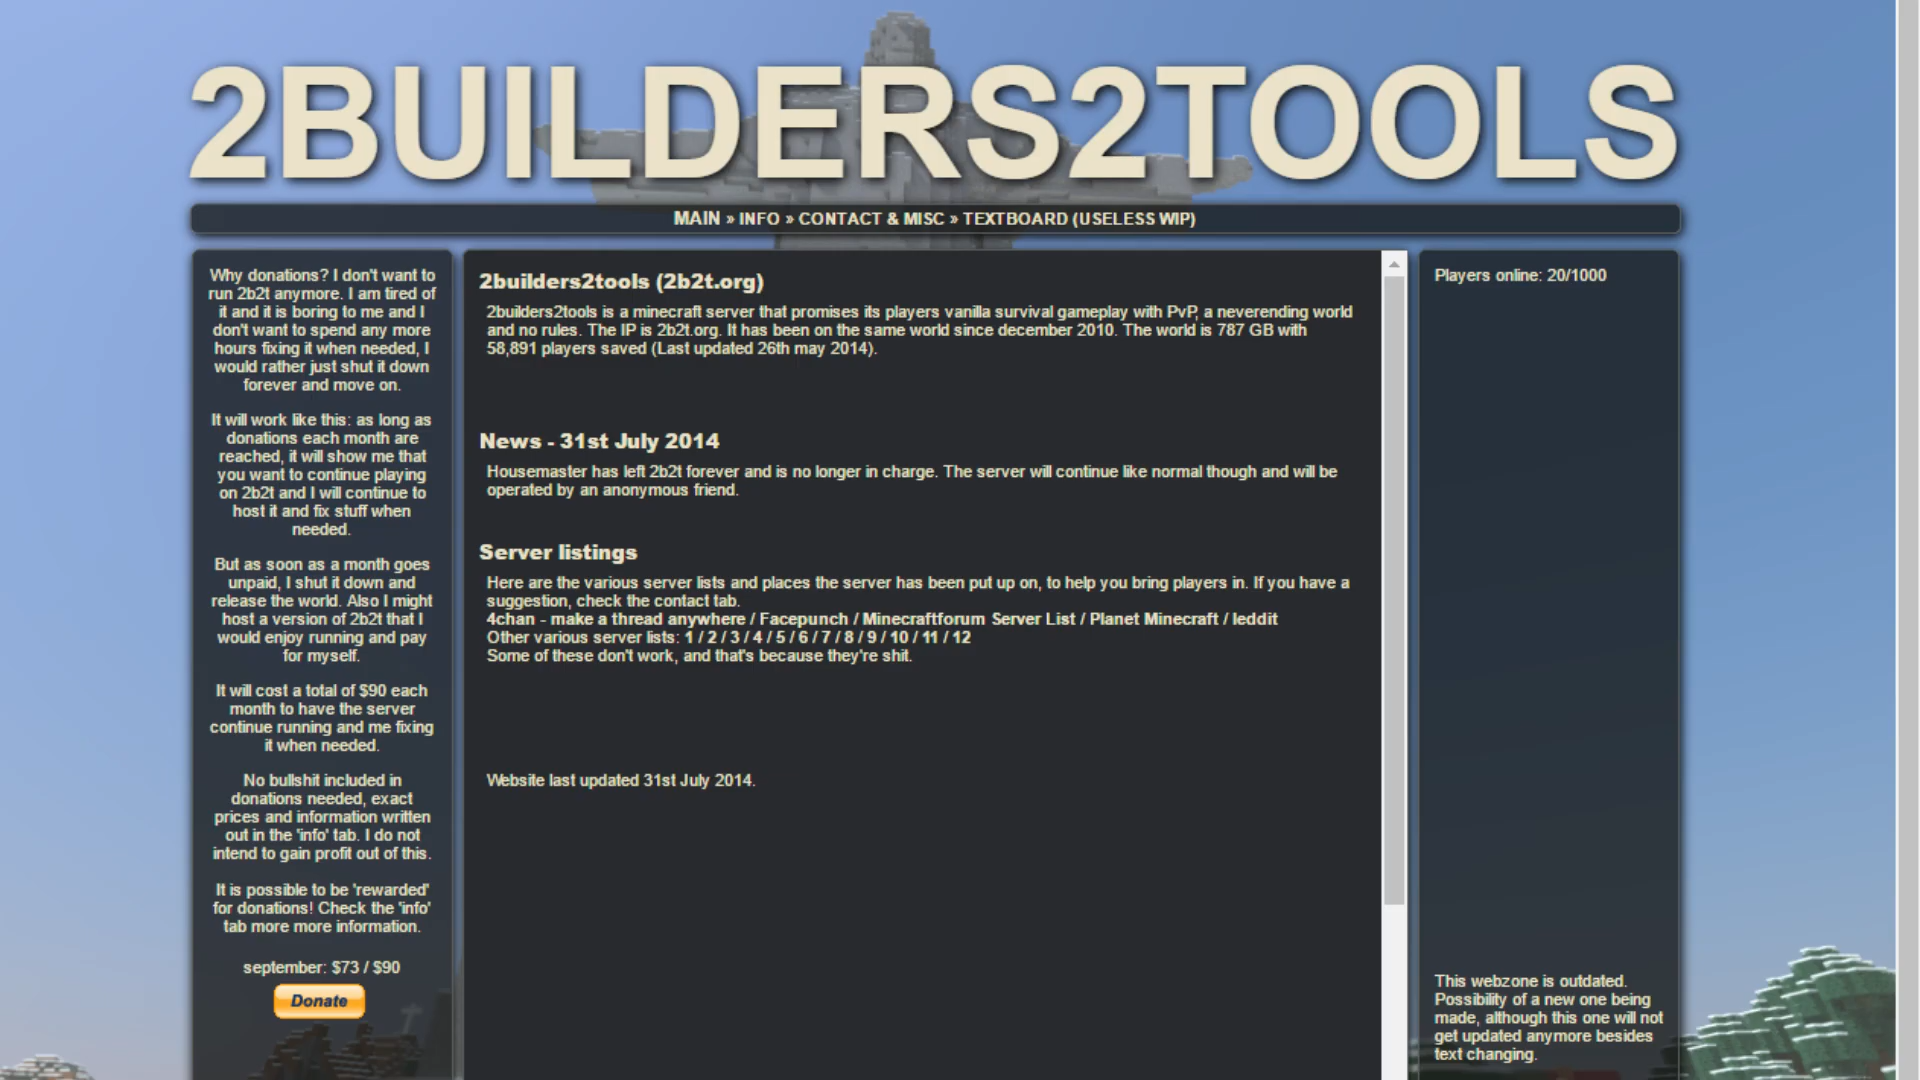 2BUILDERS2TOOLS
MAIN » INFO » CONTACT & MISC » TEXTBOARD (USELESS WIP)
Why donations? I don't want to
run 2b2t anymore. I am tired of
it and it is boring to me and I
don't want to spend any more
hours fixing it when needed, I
would rather just shut it down
forever and move on.
It will work like this: as long as
donations each month are
reached, it will show me that
you want to continue playing
on 2b2t and I will continue to
host it and fix stuff when
needed.
But as soon as a month goes
unpaid, I shut it down and
release the world. Also I might
host a version of 2b2t that I
would enjoy running and pay
for myself.
It will cost a total of $90 each
month to have the server
continue running and me fixing
it when needed.
No bullshit included in
donations needed, exact
prices and information written
out in the 'info' tab. I do not
intend to gain profit out of this.
It is possible to be 'rewarded'
for donations! Check the 'info'
tab more more information.
september: $73 / $90
Donate
2builders2tools (2b2t.org)
2builders2tools is a minecraft server that promises its players vanilla survival gameplay with PvP, a neverending world
and no rules. The IP is 2b2t.org. It has been on the same world since december 2010. The world is 787 GB with
58,891 players saved (Last updated 26th may 2014).
News - 31st July 2014
Housemaster has left 2b2t forever and is no longer in charge. The server will continue like normal though and will be
operated by an anonymous friend.
Server listings
Here are the various server lists and places the server has been put up on, to help you bring players in. If you have a
suggestion, check the contact tab.
4chan - make a thread anywhere / Facepunch / Minecraftforum Server List / Planet Minecraft / leddit
Other various server lists: 1 / 2 / 3 / 4 / 5 / 6 / 7 / 8 / 9 / 10 / 11 / 12
Some of these don't work, and that's because they're shit.
Website last updated 31st July 2014.
Players online: 20/1000
This webzone is outdated.
Possibility of a new one being
made, although this one will not
get updated anymore besides
text changing.